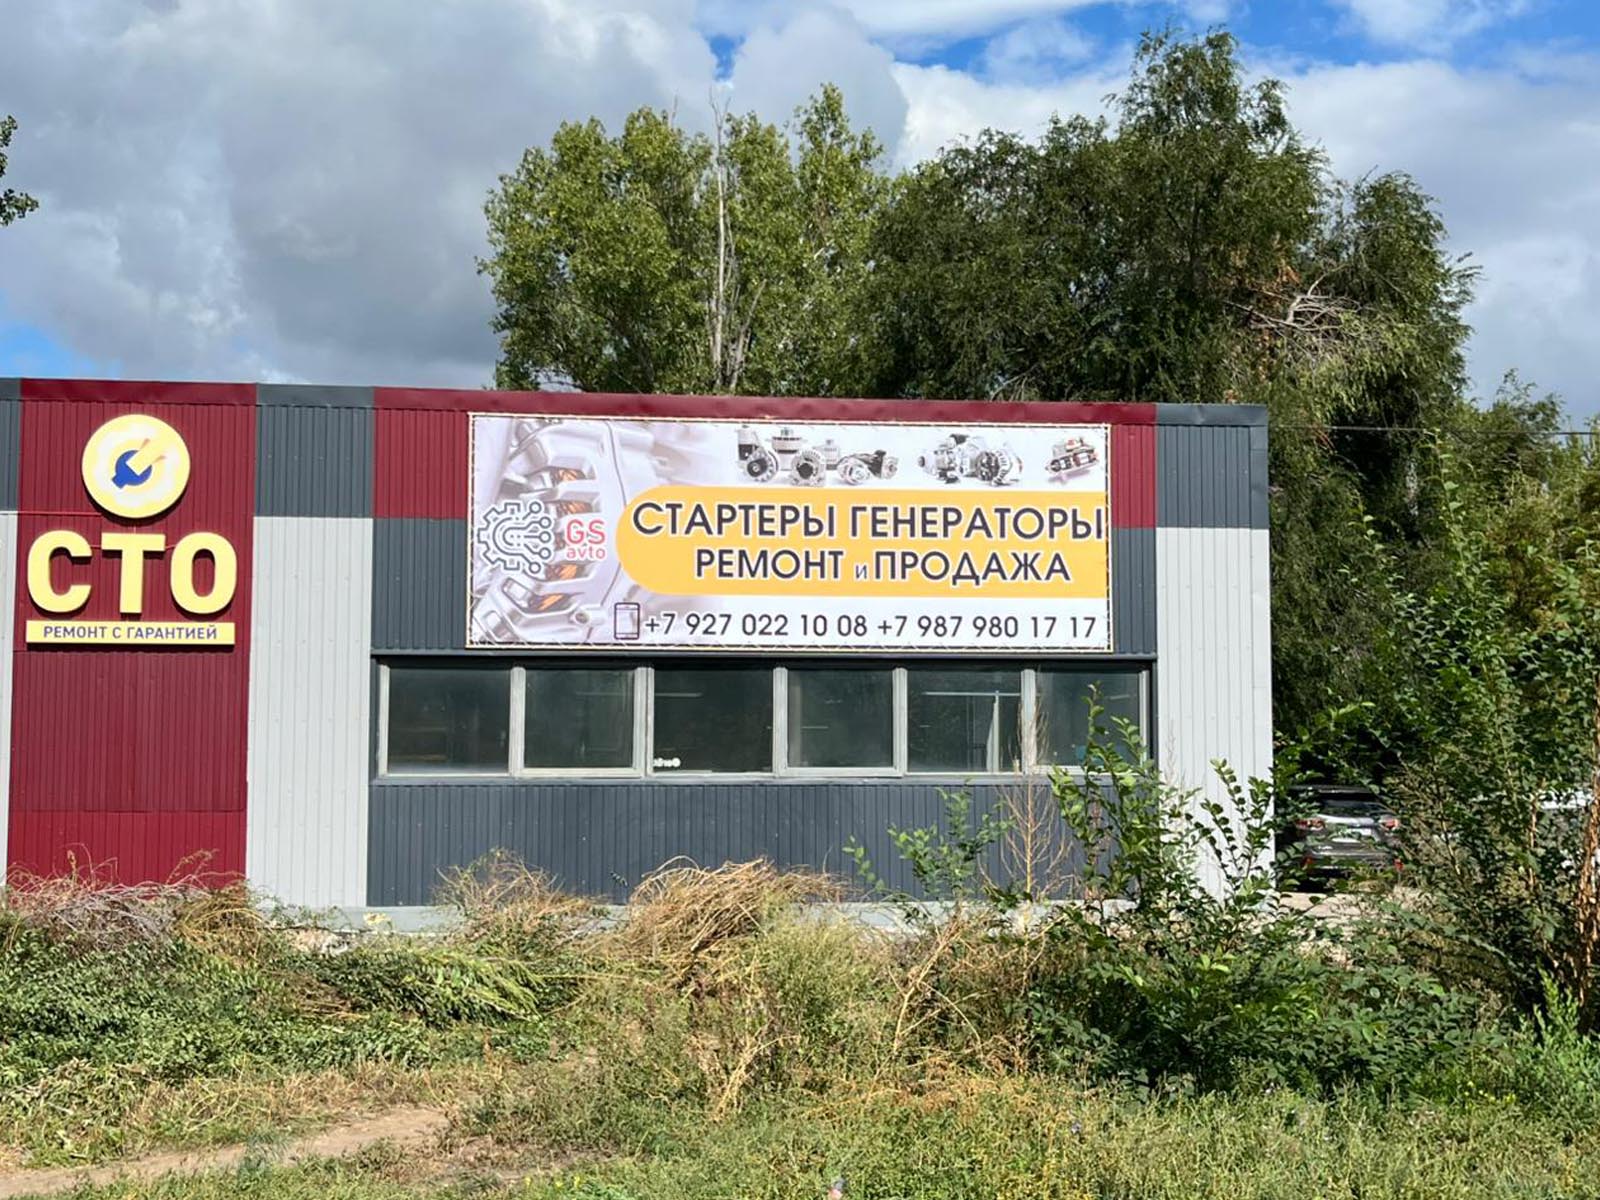 СТО
РЕМОНТ С ГАРАНТИЕЙ
GS
avto
СТАРТЕРЫ ГЕНЕРАТОРЫ
РЕМОНТ и ПРОДАЖА
+7 927 022 10 08 +7 987 980 17 17